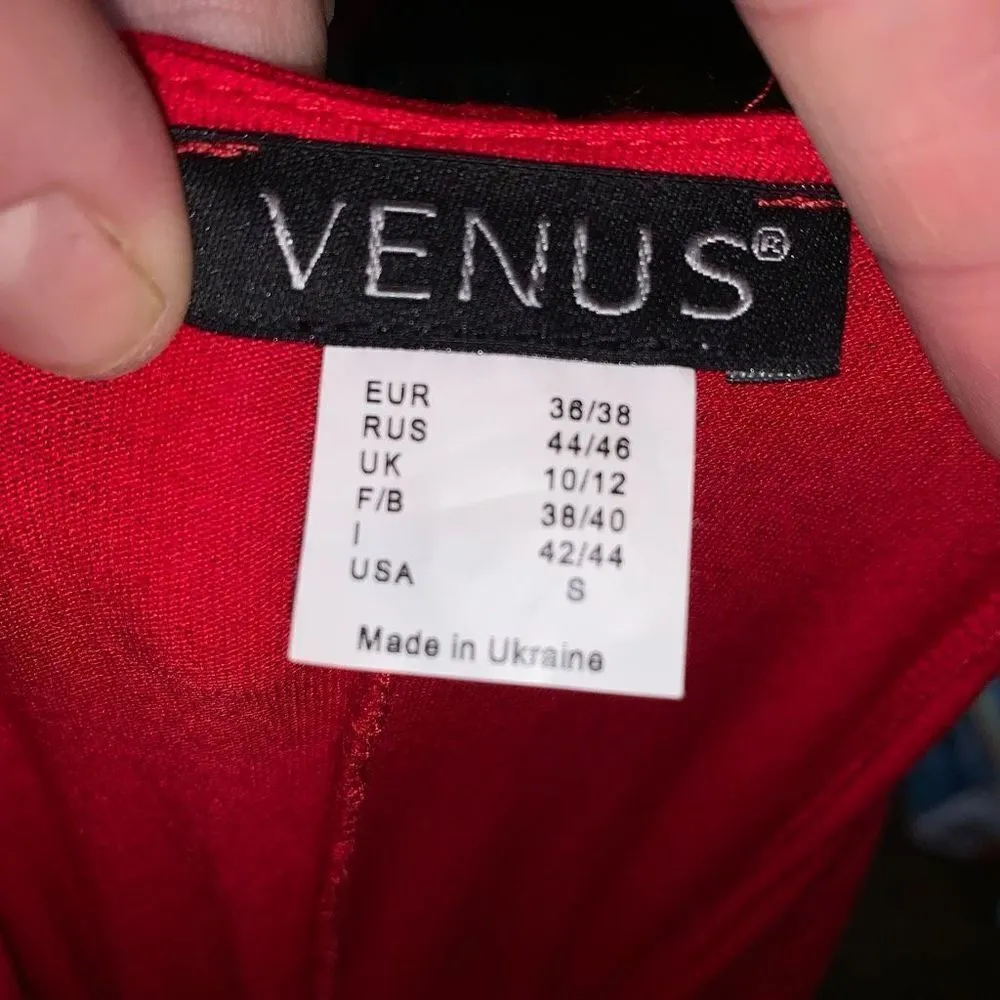 VENUS®
EUR 36/38
RUS 44/46
UK 10/12
F/B 38/40
I 42/44
USA S
Made in Ukraine